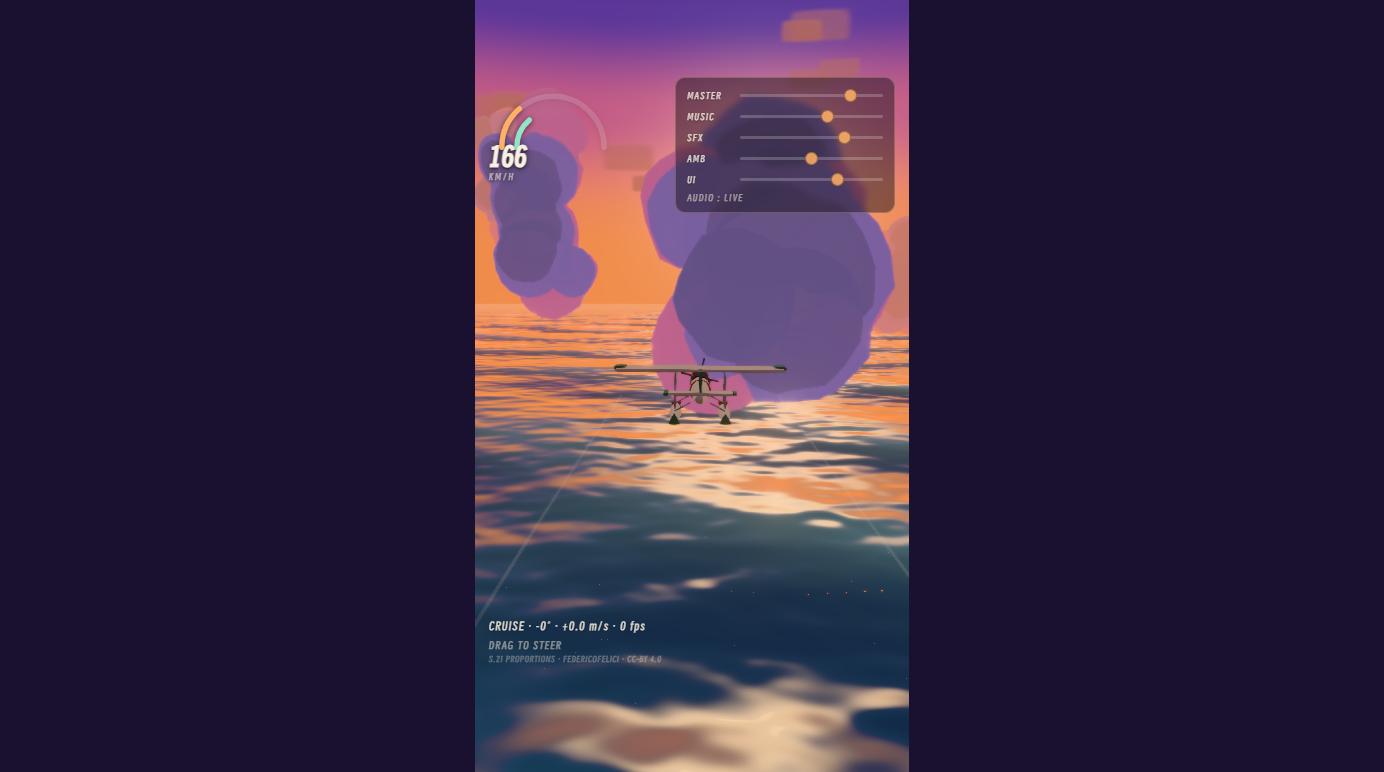 MASTER
MUSIC
SFX
AMB
UI
AUDIO : LIVE
166
KM/H
CRUISE · -0° · +0.0 m/s · 0 fps
DRAG TO STEER
S.21 PROPORTIONS · FEDERICOFELICI · CC-BY 4.0